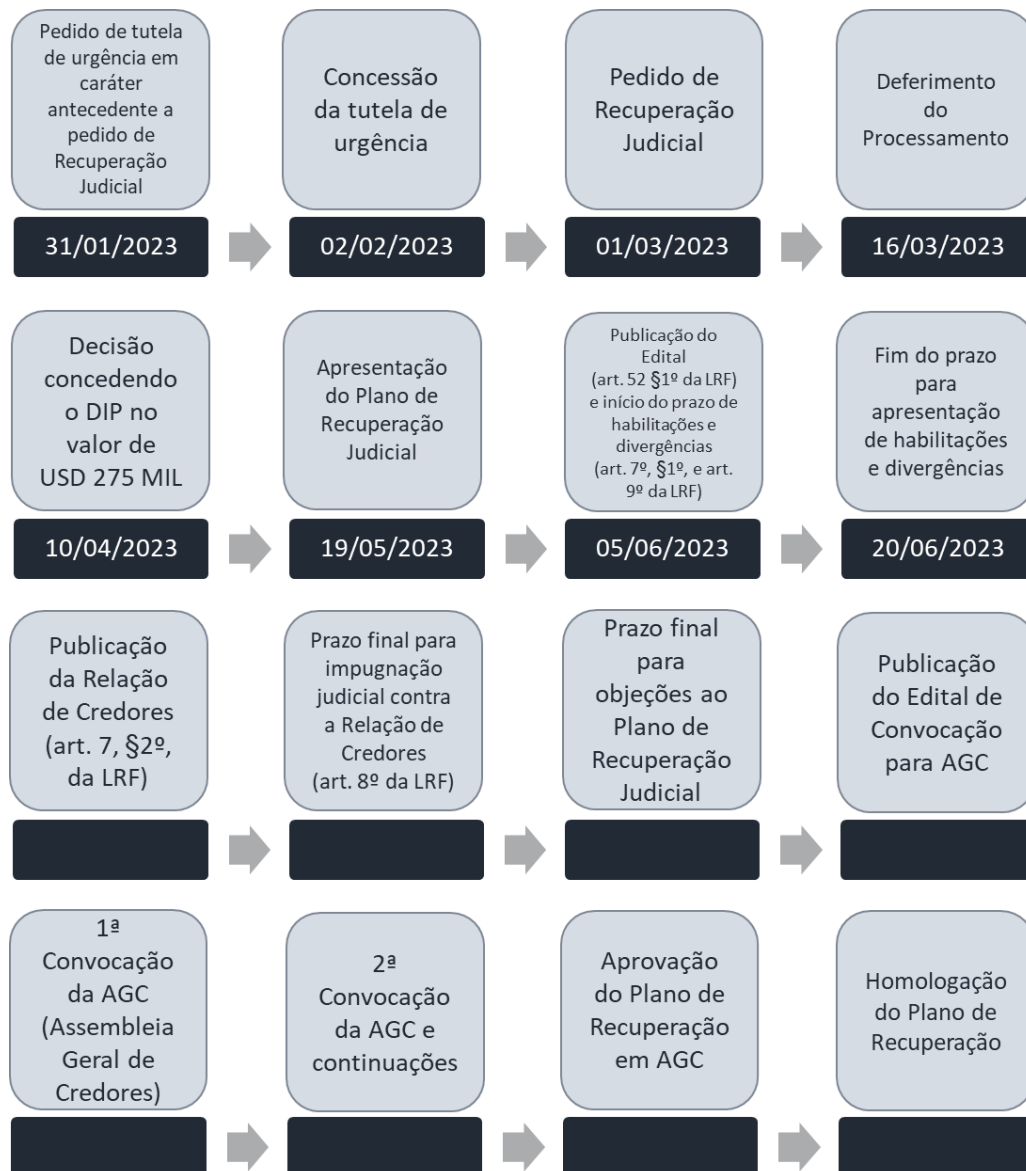 Pedido de tutela
de urgência em
caráter
antecedente a
pedido de
Recuperação
Judicial
31/01/2023
Concessão
da tutela de
urgência
02/02/2023
Pedido de
Recuperação
Judicial
01/03/2023
Deferimento
do
Processamento
16/03/2023
Decisão
concedendo
o DIP no
valor de
USD 275 MIL
10/04/2023
Apresentação
do Plano de
Recuperação
Judicial
19/05/2023
Publicação do
Edital
(art. 52 §1º da LRF)
e início do prazo de
habilitações e
divergências
(art. 7º, §1º, e art.
9º da LRF)
05/06/2023
Fim do prazo
para
apresentação
de habilitações
e divergências
20/06/2023
Publicação
da Relação
de Credores
(art. 7, §2º,
da LRF)
Prazo final para
impugnação
judicial contra
a Relação de
Credores
(art. 8º da LRF)
Prazo final
para
objeções ao
Plano de
Recuperação
Judicial
Publicação
do Edital de
Convocação
para AGC
1ª
Convocação
da AGC
(Assembleia
Geral de
Credores)
2ª
Convocação
da AGC e
continuações
Aprovação
do Plano de
Recuperação
em AGC
Homologação
do Plano de
Recuperação